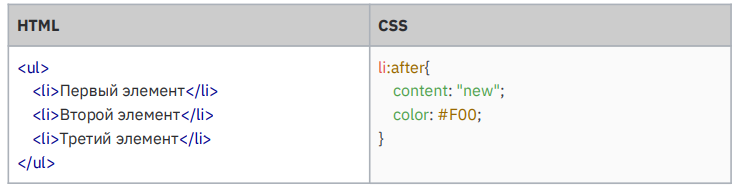 HTML
CSS
<ul>
<li>Первый элемент</li>
<li>Второй элемент</li>
<li>Третий элемент</li>
</ul>
li:after{
content: "new";
color: #F00;
}